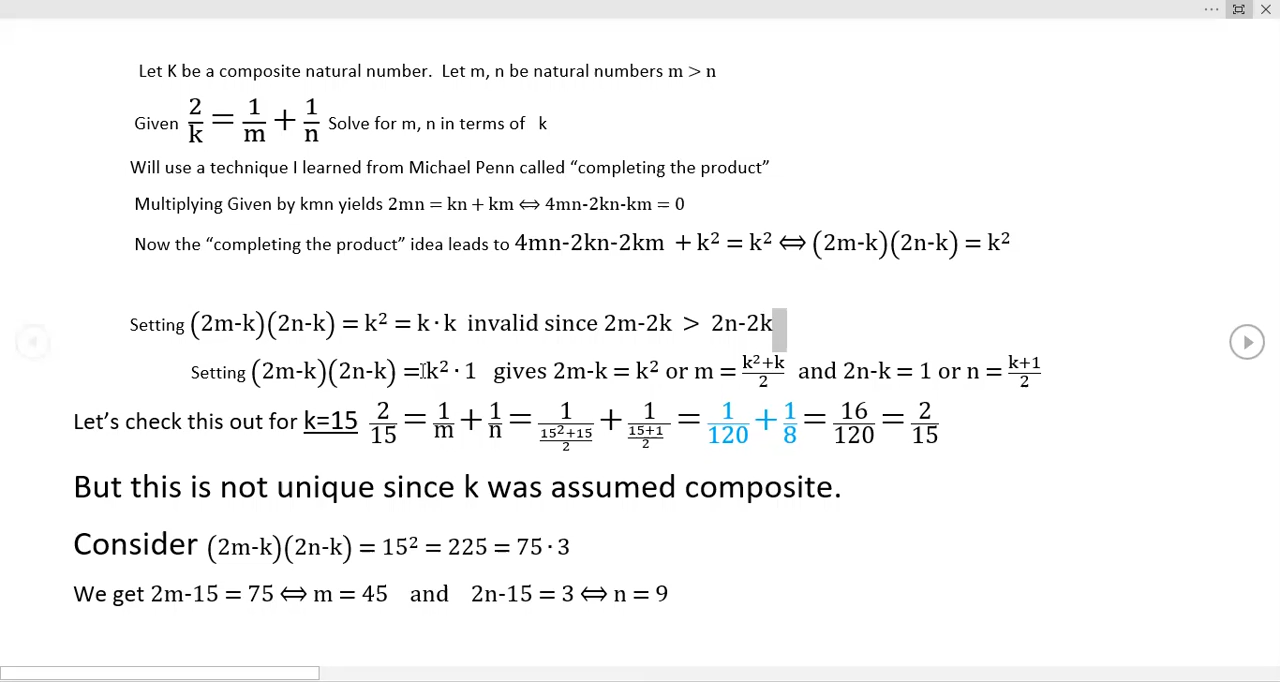 Let K be a composite natural number. Let m, n be natural numbers m > n
Given 2/k = 1/m + 1/n Solve for m, n in terms of k
Will use a technique I learned from Michael Penn called “completing the product”
Multiplying Given by kmn yields 2mn = kn + km ⇔ 4mn-2kn-km = 0
Now the “completing the product” idea leads to 4mn-2kn-2km + k² = k² ⇔ (2m-k)(2n-k) = k²
Setting (2m-k)(2n-k) = k² = k · k invalid since 2m-2k > 2n-2k
Setting (2m-k)(2n-k) = k² · 1 gives 2m-k = k² or m = (k²+k)/2 and 2n-k = 1 or n = (k+1)/2
Let’s check this out for k=15 2/15 = 1/m + 1/n = 1/((15²+15)/2) + 1/((15+1)/2) = 1/120 + 1/8 = 16/120 = 2/15
But this is not unique since k was assumed composite.
Consider (2m-k)(2n-k) = 15² = 225 = 75 · 3
We get 2m-15 = 75 ⇔ m = 45 and 2n-15 = 3 ⇔ n = 9